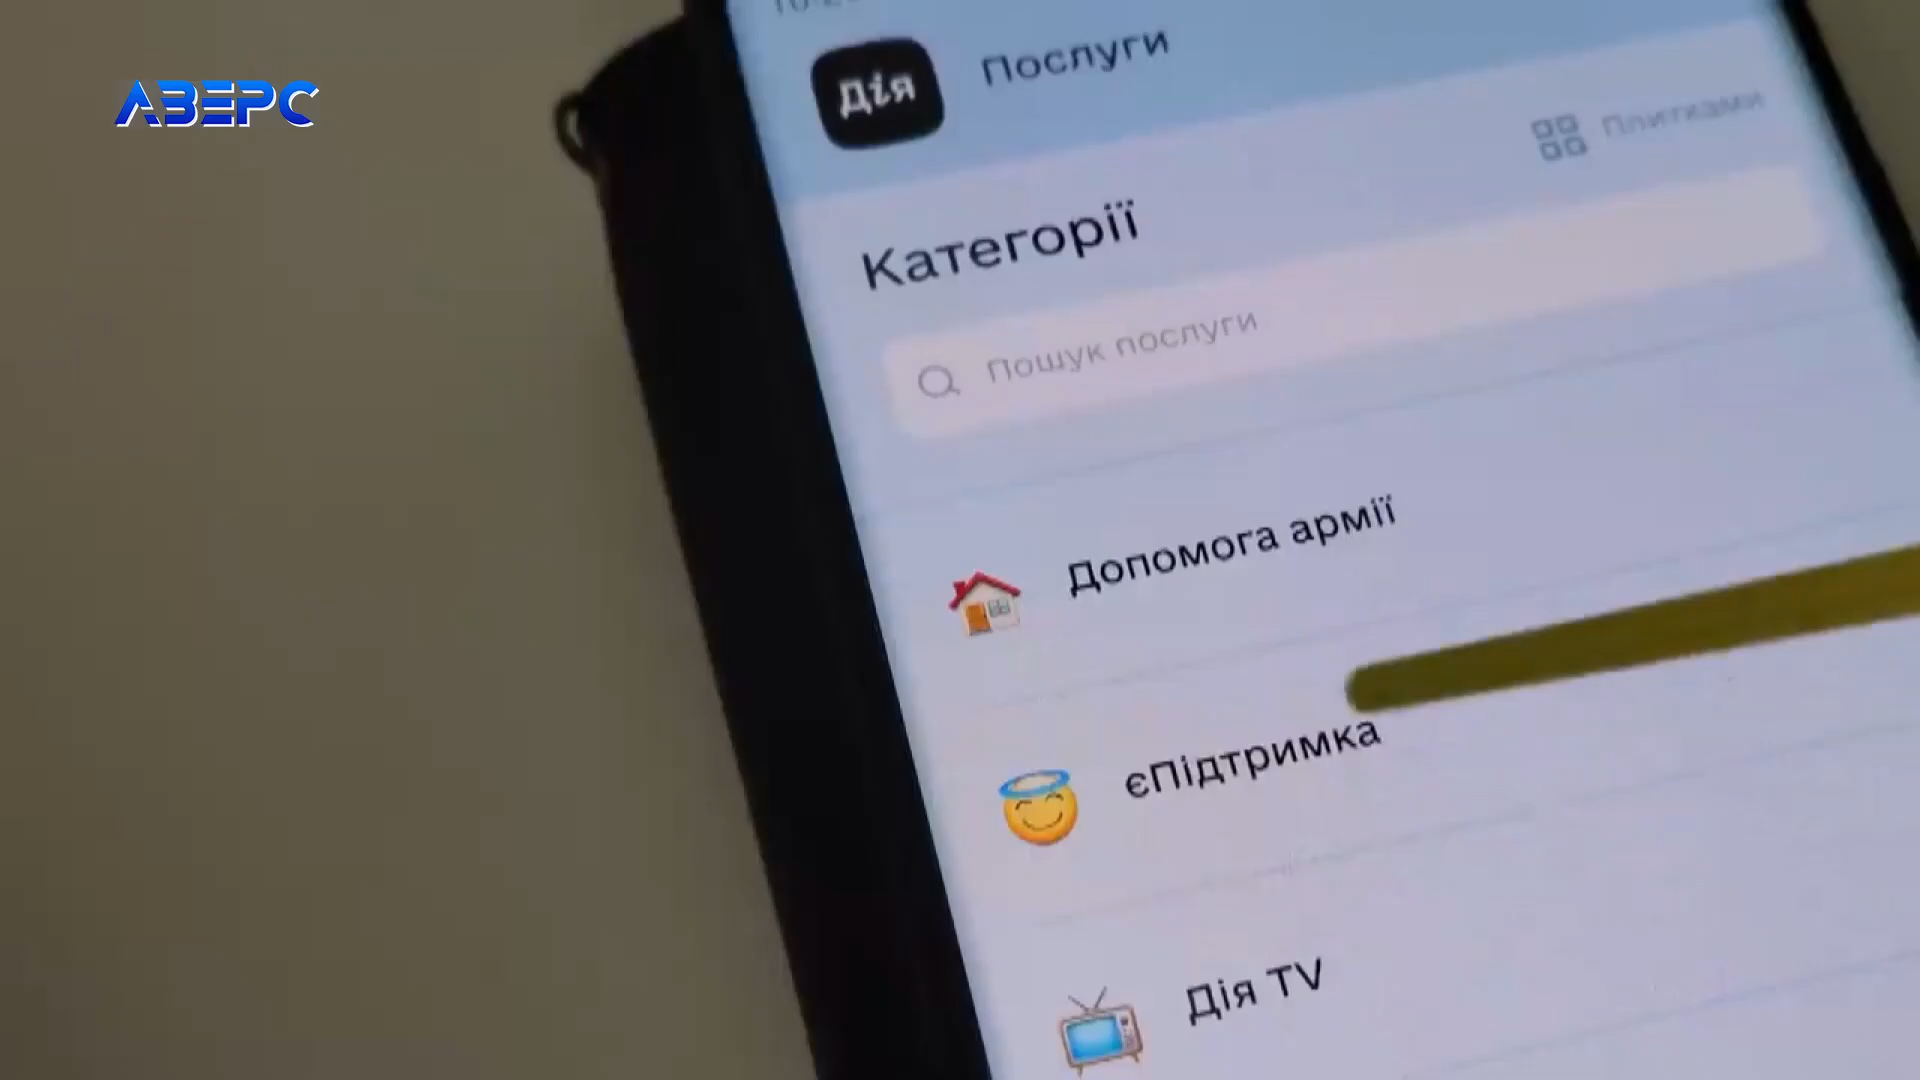 АВЕРС
Дія
Послуги
Плитками
Категорії
Пошук послуги
Допомога армії
єПідтримка
Дія TV